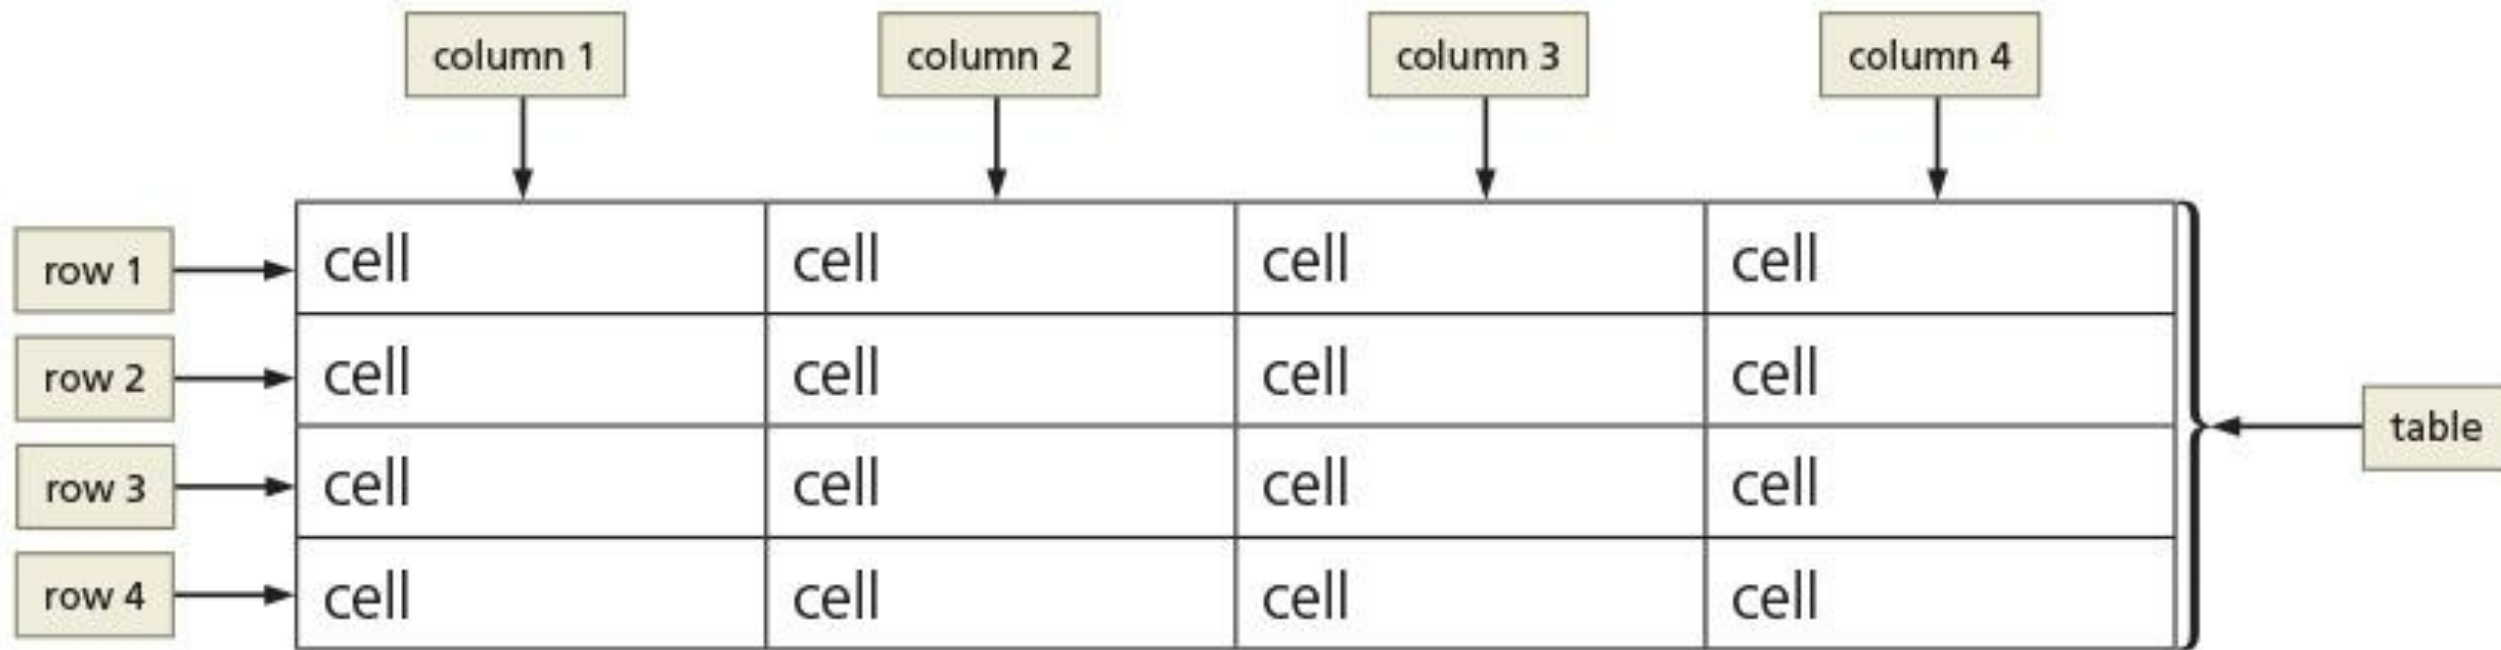 column 1 column 2 column 3 column 4
row 1 cell cell cell cell
row 2 cell cell cell cell
table
row 3 cell cell cell cell
row 4 cell cell cell cell